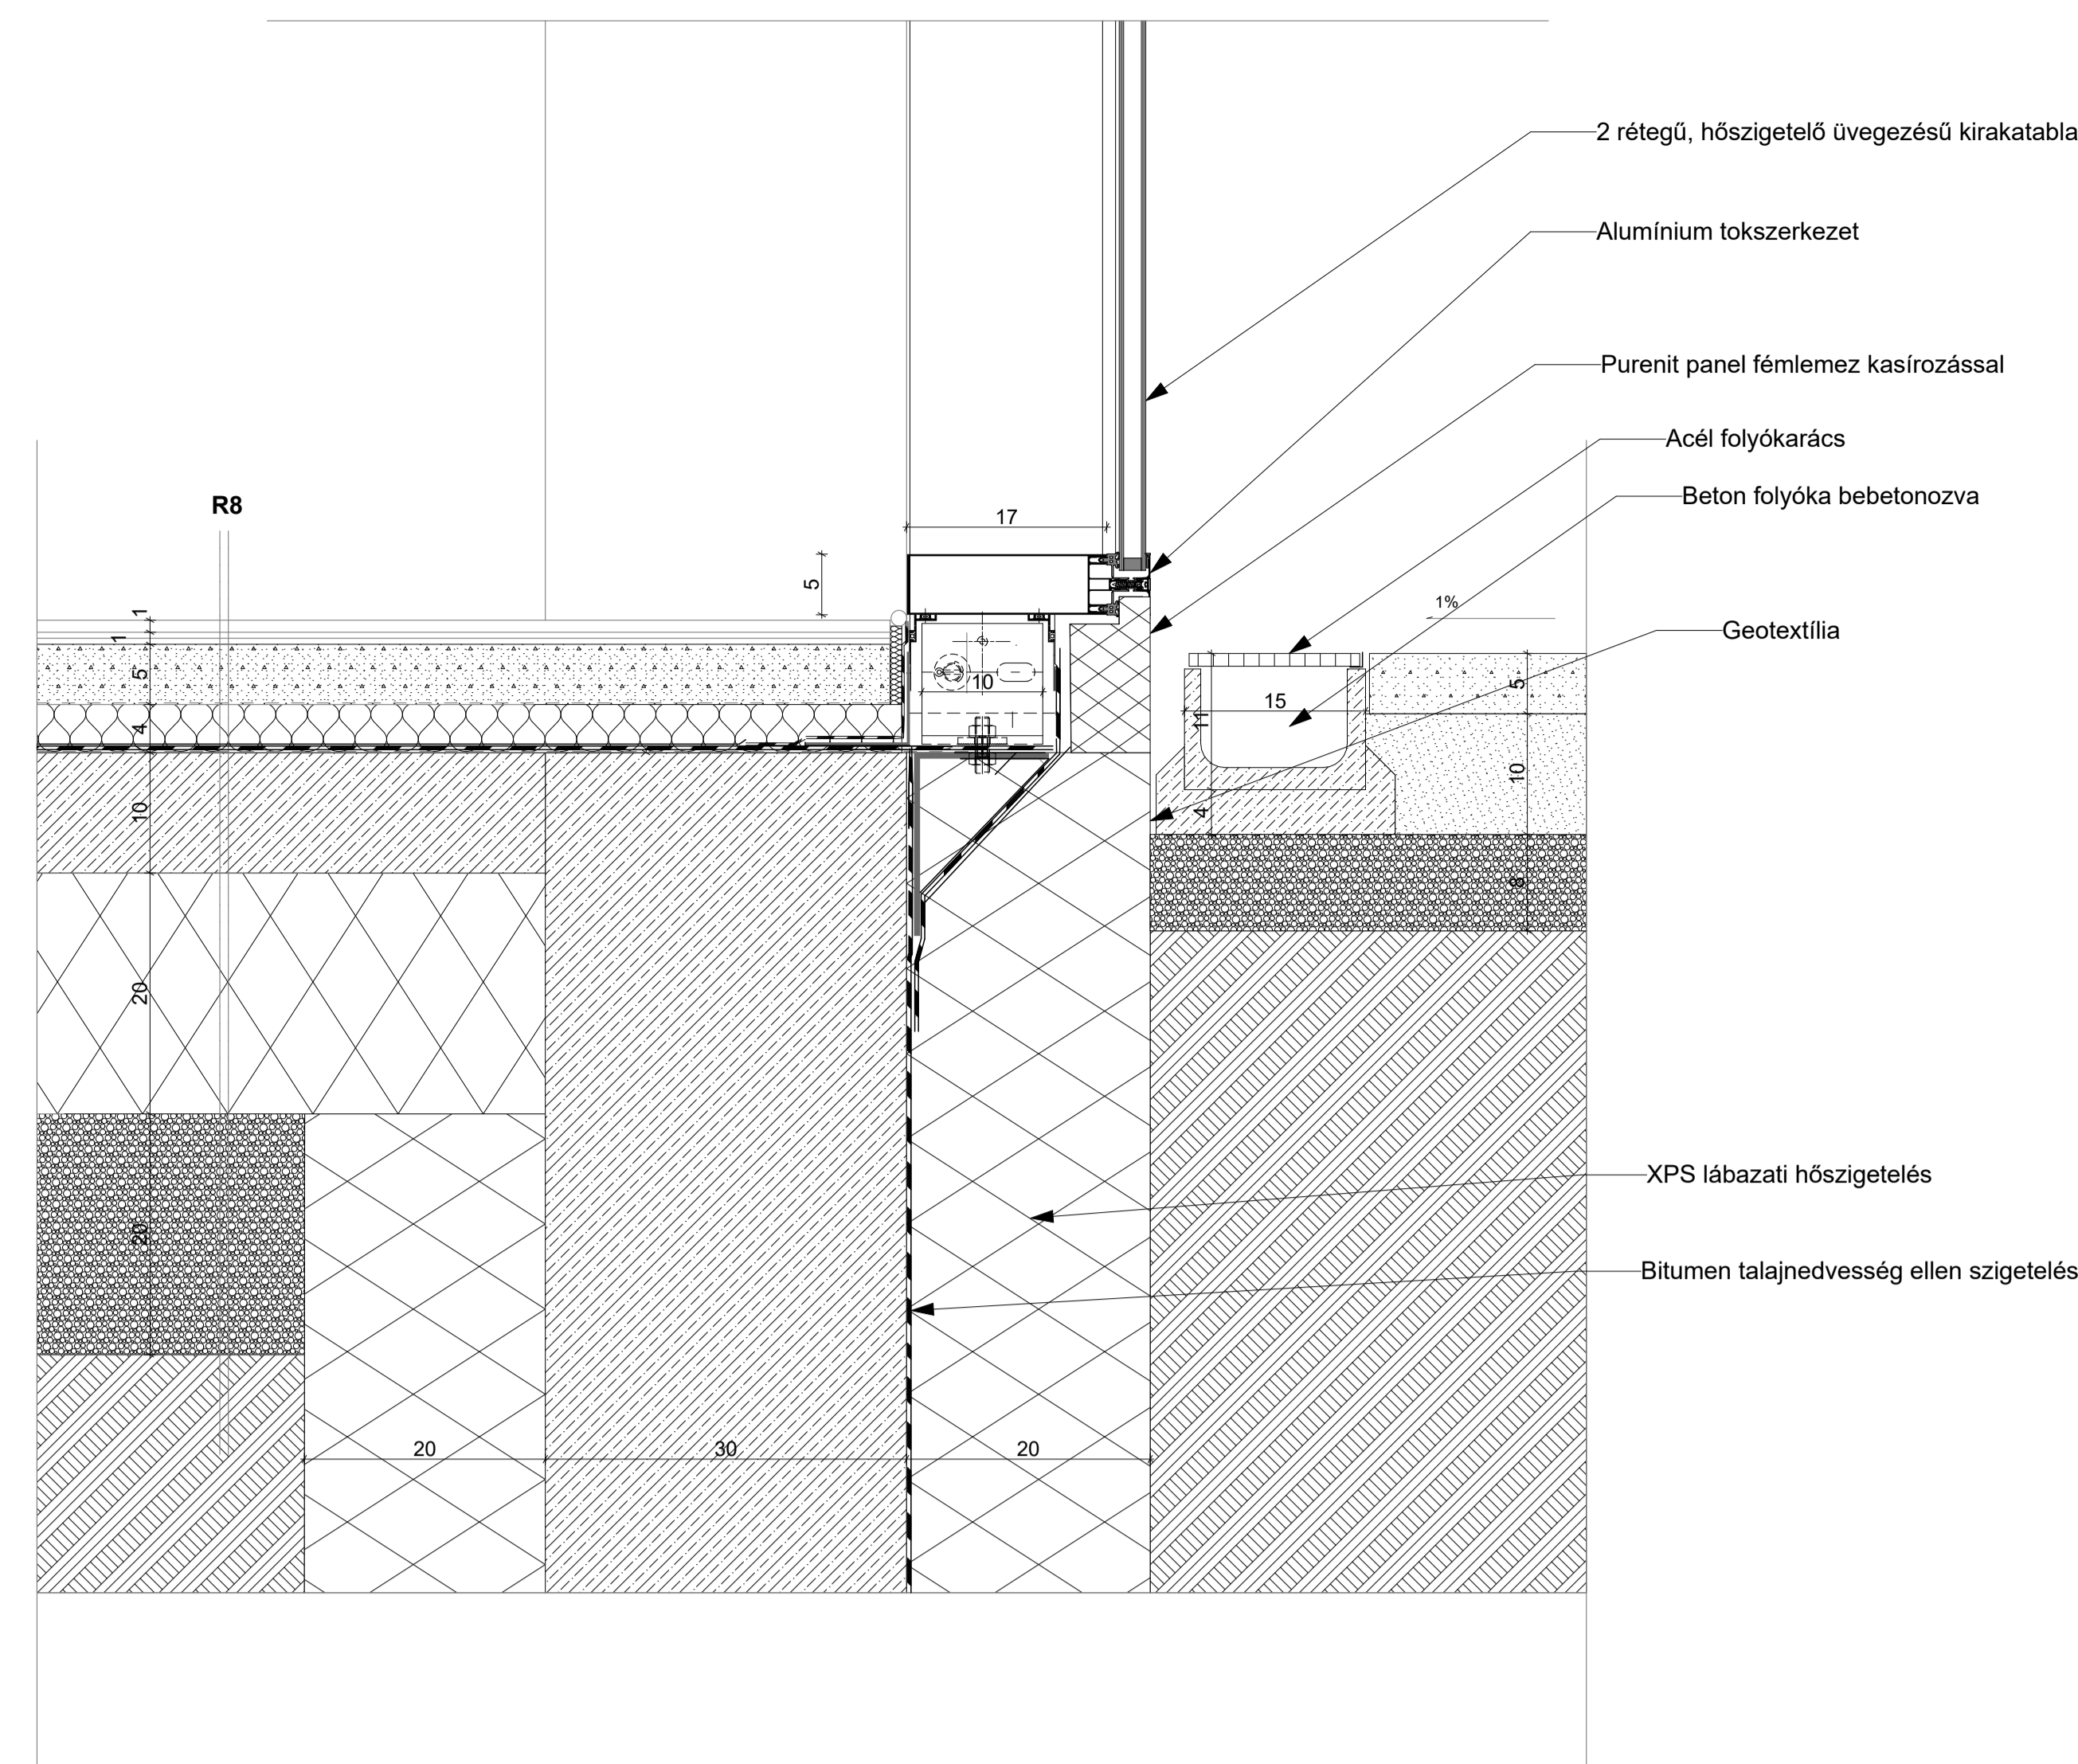 2 rétegű, hőszigetelő üvegezésű kirakatabla
Alumínium tokszerkezet
Purenit panel fémlemez kasírozással
Acél folyókarács
Beton folyóka bebetonozva
R8
17
5
1
1%
Geotextília
1
5
10
15
5
11
4
10
10
4
8
20
XPS lábazati hőszigetelés
20
Bitumen talajnedvesség ellen szigetelés
20
30
20